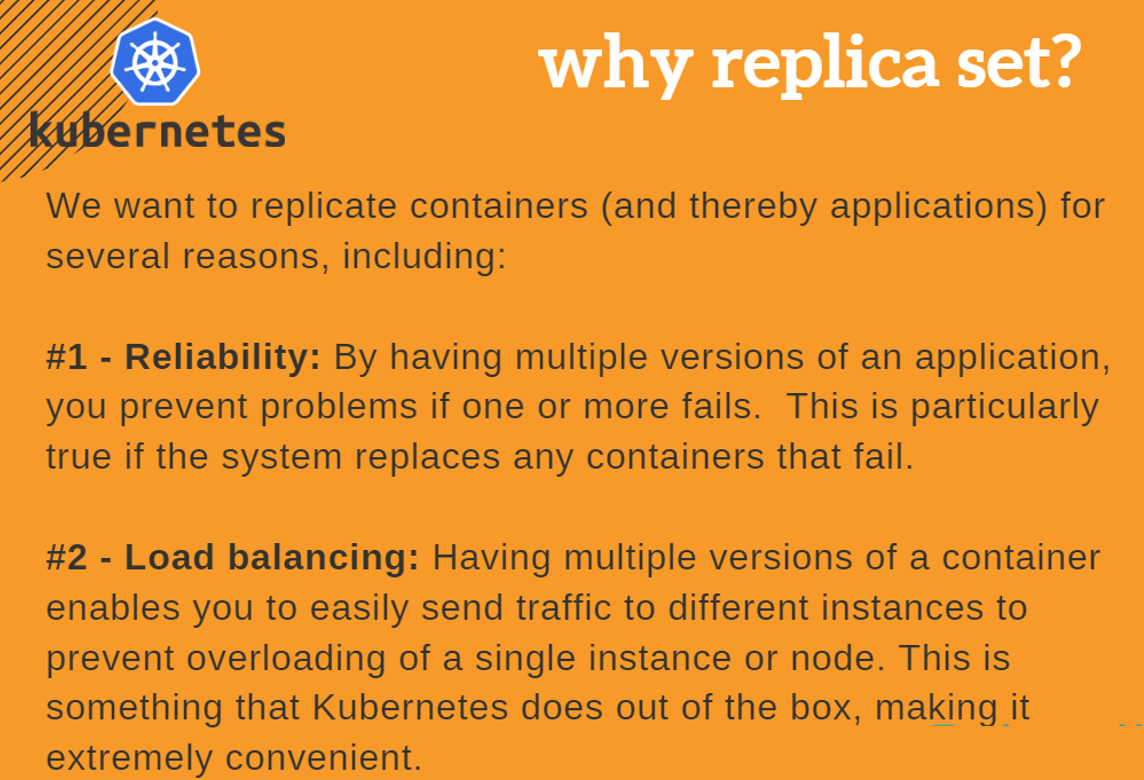 why replica set?
kubernetes
We want to replicate containers (and thereby applications) for
several reasons, including:
#1 - Reliability: By having multiple versions of an application,
you prevent problems if one or more fails.  This is particularly
true if the system replaces any containers that fail.
#2 - Load balancing: Having multiple versions of a container
enables you to easily send traffic to different instances to
prevent overloading of a single instance or node. This is
something that Kubernetes does out of the box, making it
extremely convenient.